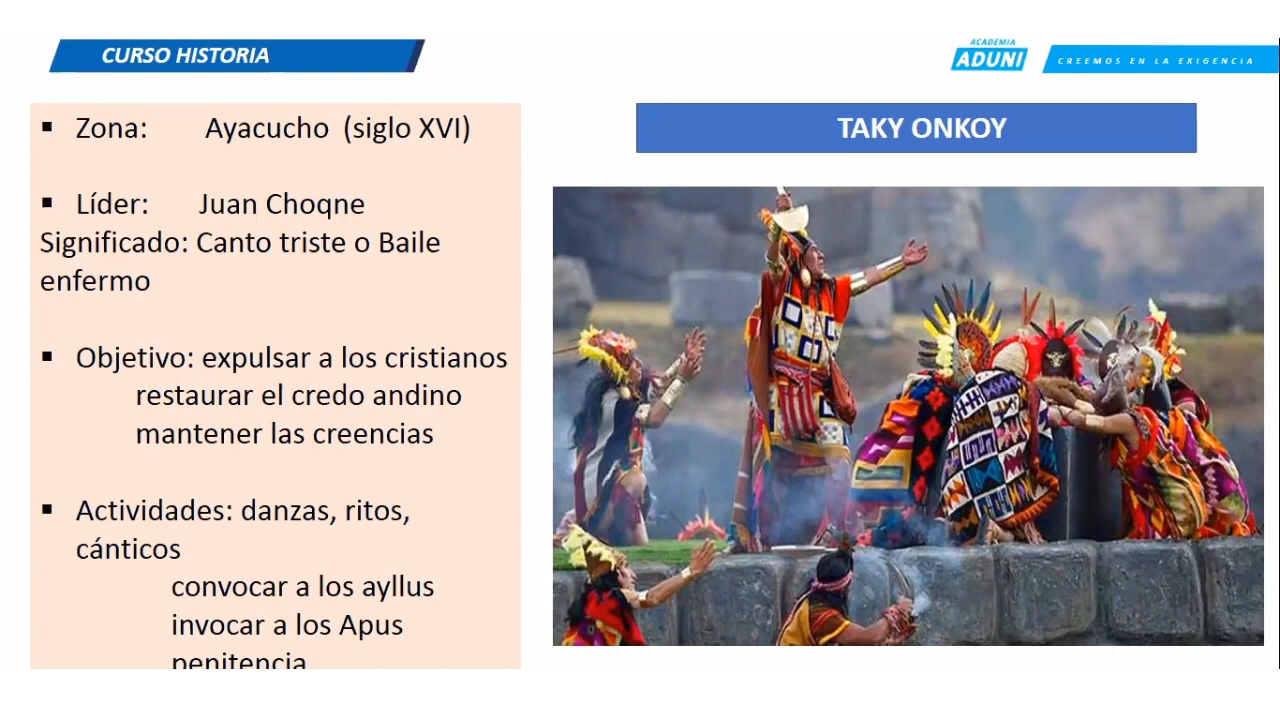 CURSO HISTORIA
ACADEMIA
ADUNI
CREEMOS EN LA EXIGENCIA
▪ Zona: Ayacucho (siglo XVI)
▪ Líder: Juan Choqne
Significado: Canto triste o Baile
enfermo
▪ Objetivo: expulsar a los cristianos
restaurar el credo andino
mantener las creencias
▪ Actividades: danzas, ritos,
cánticos
convocar a los ayllus
invocar a los Apus
penitencia
TAKY ONKOY